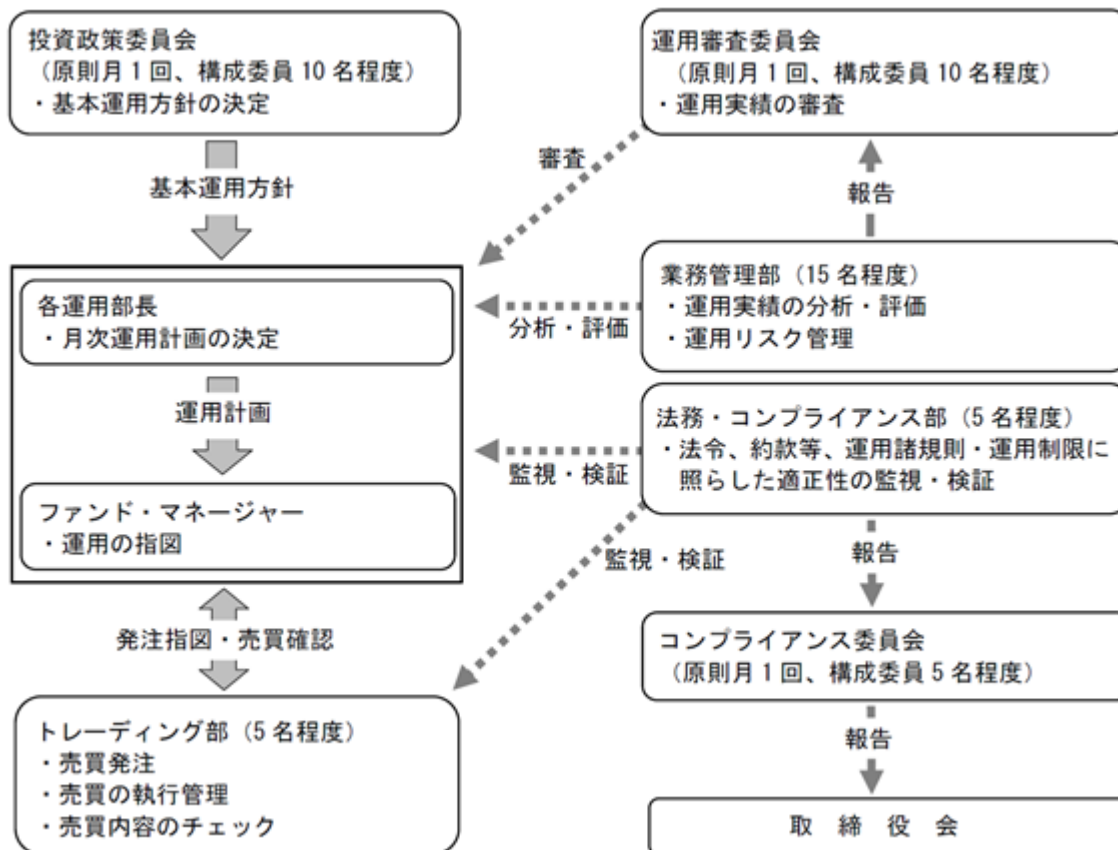 投資政策委員会
（原則月1回、構成委員10名程度）
・基本運用方針の決定
基本運用方針
各運用部長
・月次運用計画の決定
運用計画
ファンド・マネージャー
・運用の指図
発注指図・売買確認
トレーディング部（5名程度）
・売買発注
・売買の執行管理
・売買内容のチェック
運用審査委員会
（原則月1回、構成委員10名程度）
・運用実績の審査
審査
報告
業務管理部（15名程度）
・運用実績の分析・評価
・運用リスク管理
分析・評価
法務・コンプライアンス部（5名程度）
・法令、約款等、運用諸規則・運用制限に
照らした適正性の監視・検証
監視・検証
監視・検証
報告
コンプライアンス委員会
（原則月1回、構成委員5名程度）
報告
取締役会